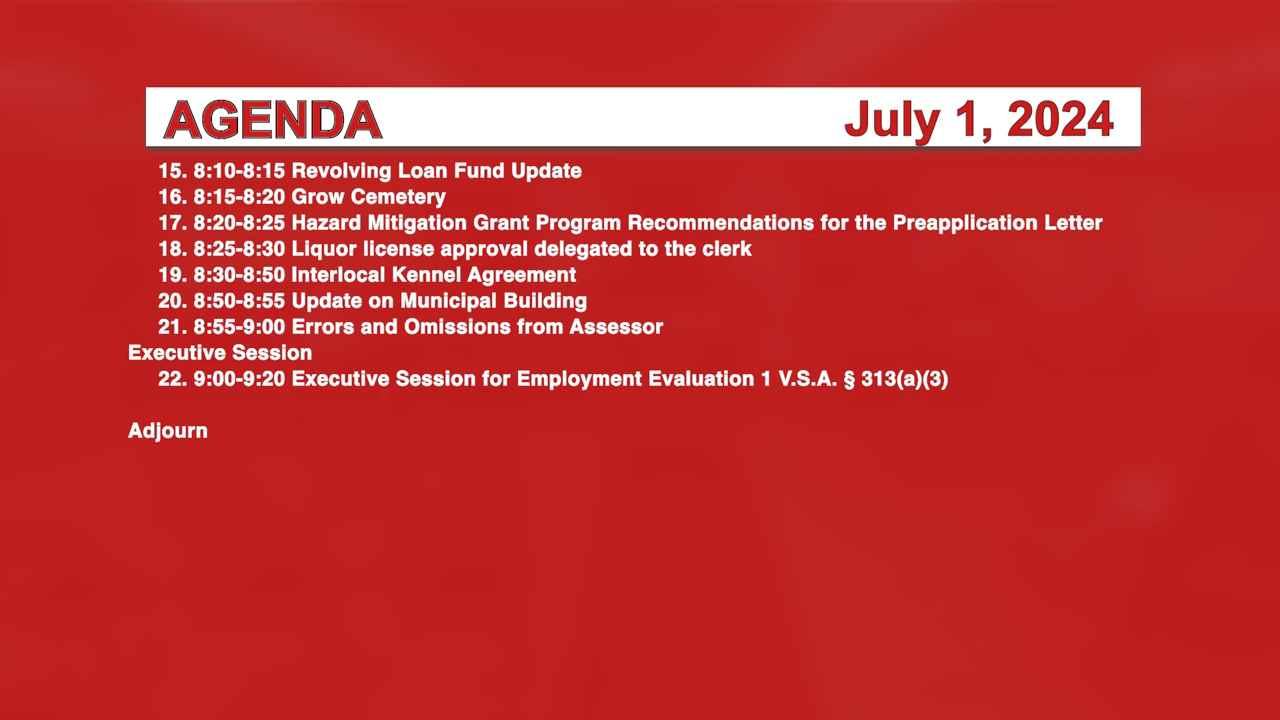 AGENDA July 1, 2024
15. 8:10-8:15 Revolving Loan Fund Update
16. 8:15-8:20 Grow Cemetery
17. 8:20-8:25 Hazard Mitigation Grant Program Recommendations for the Preapplication Letter
18. 8:25-8:30 Liquor license approval delegated to the clerk
19. 8:30-8:50 Interlocal Kennel Agreement
20. 8:50-8:55 Update on Municipal Building
21. 8:55-9:00 Errors and Omissions from Assessor
Executive Session
22. 9:00-9:20 Executive Session for Employment Evaluation 1 V.S.A. § 313(a)(3)
Adjourn